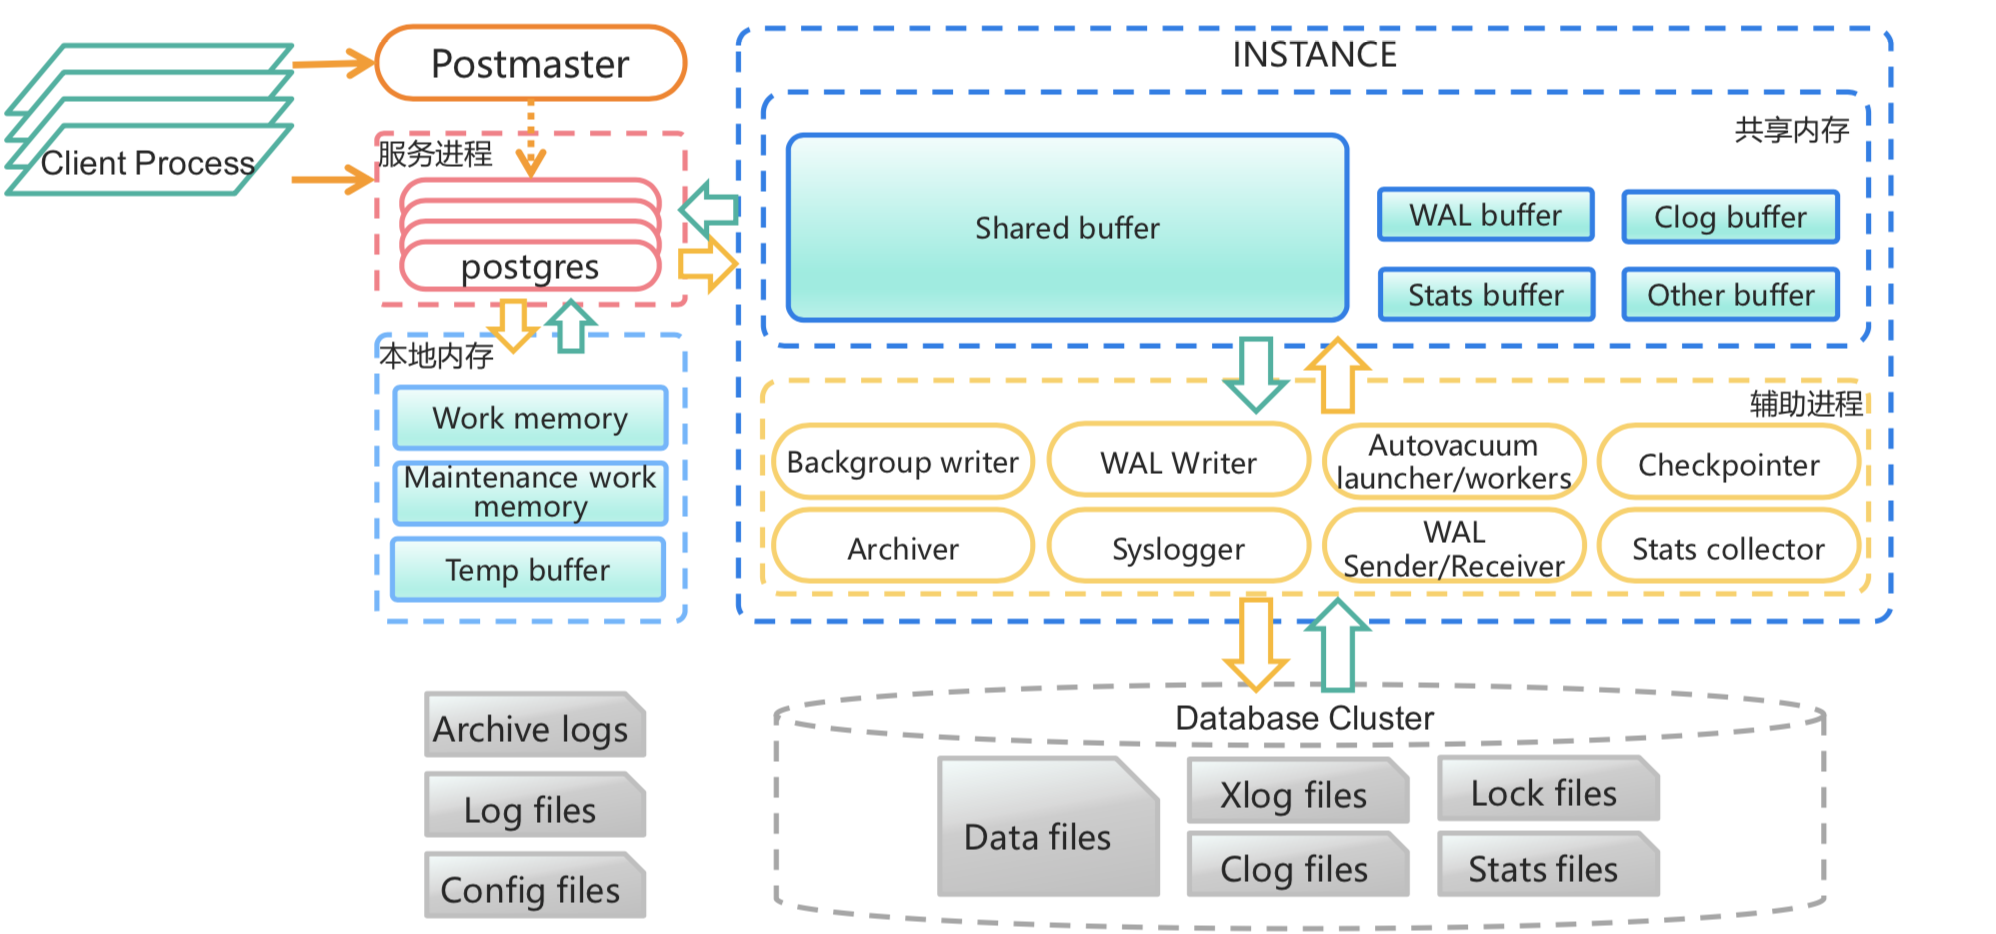 Client Process
Postmaster
服务进程
postgres
本地内存
Work memory
Maintenance work
memory
Temp buffer
INSTANCE
共享内存
Shared buffer
WAL buffer
Clog buffer
Stats buffer
Other buffer
辅助进程
Backgroup writer
WAL Writer
Autovacuum
launcher/workers
Checkpointer
Archiver
Syslogger
WAL
Sender/Receiver
Stats collector
Archive logs
Log files
Config files
Database Cluster
Data files
Xlog files
Lock files
Clog files
Stats files